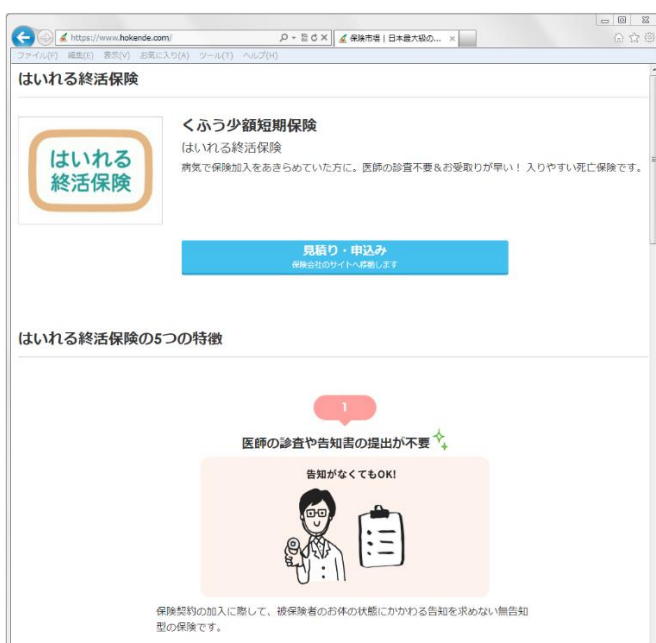 https://www.hokende.com/
保険市場 | 日本最大級の...
ファイル(F) 編集(E) 表示(V) お気に入り(A) ツール(T) ヘルプ(H)
はいれる終活保険
はいれる
終活保険
くふう少額短期保険
はいれる終活保険
病気で保険加入をあきらめていた方に。医師の診査不要&お受取りが早い! 入りやすい死亡保険です。
見積り・申込み
保険会社のサイトへ移動します
はいれる終活保険の5つの特徴
1
医師の診査や告知書の提出が不要
告知がなくてもOK!
保険契約の加入に際して、被保険者のお体の状態にかかわる告知を求めない無告知
型の保険です。